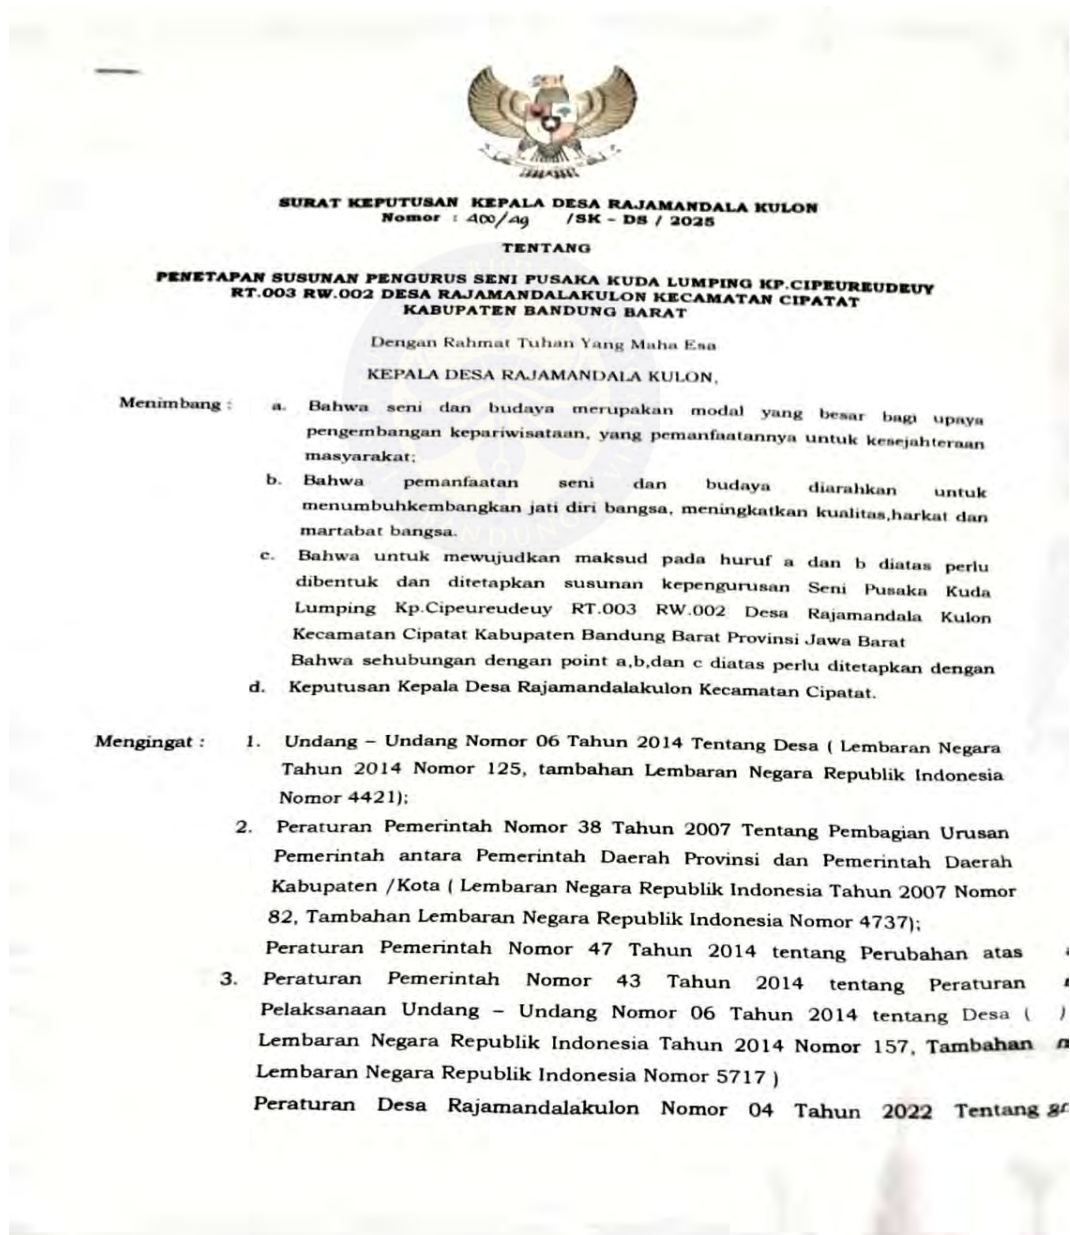 SURAT KEPUTUSAN KEPALA DESA RAJAMANDALA KULON
Nomor : 400/49 /SK - DS / 2025
TENTANG
PENETAPAN SUSUNAN PENGURUS SENI PUSAKA KUDA LUMPING KP.CIPEUREUDEUY
RT.003 RW.002 DESA RAJAMANDALAKULON KECAMATAN CIPATAT
KABUPATEN BANDUNG BARAT
Dengan Rahmat Tuhan Yang Maha Esa
KEPALA DESA RAJAMANDALA KULON,
Menimbang : a. Bahwa seni dan budaya merupakan modal yang besar bagi upaya
pengembangan kepariwisataan, yang pemanfaatannya untuk kesejahteraan
masyarakat;
b. Bahwa pemanfaatan seni dan budaya diarahkan untuk
menumbuhkembangkan jati diri bangsa, meningkatkan kualitas,harkat dan
martabat bangsa.
c. Bahwa untuk mewujudkan maksud pada huruf a dan b diatas perlu
dibentuk dan ditetapkan susunan kepengurusan Seni Pusaka Kuda
Lumping Kp.Cipeureudeuy RT.003 RW.002 Desa Rajamandala Kulon
Kecamatan Cipatat Kabupaten Bandung Barat Provinsi Jawa Barat
Bahwa sehubungan dengan point a,b,dan c diatas perlu ditetapkan dengan
d. Keputusan Kepala Desa Rajamandalakulon Kecamatan Cipatat.
Mengingat : 1. Undang – Undang Nomor 06 Tahun 2014 Tentang Desa ( Lembaran Negara
Tahun 2014 Nomor 125, tambahan Lembaran Negara Republik Indonesia
Nomor 4421);
2. Peraturan Pemerintah Nomor 38 Tahun 2007 Tentang Pembagian Urusan
Pemerintah antara Pemerintah Daerah Provinsi dan Pemerintah Daerah
Kabupaten /Kota ( Lembaran Negara Republik Indonesia Tahun 2007 Nomor
82, Tambahan Lembaran Negara Republik Indonesia Nomor 4737);
Peraturan Pemerintah Nomor 47 Tahun 2014 tentang Perubahan atas
3. Peraturan Pemerintah Nomor 43 Tahun 2014 tentang Peraturan
Pelaksanaan Undang – Undang Nomor 06 Tahun 2014 tentang Desa (
Lembaran Negara Republik Indonesia Tahun 2014 Nomor 157, Tambahan
Lembaran Negara Republik Indonesia Nomor 5717 )
Peraturan Desa Rajamandalakulon Nomor 04 Tahun 2022 Tentang